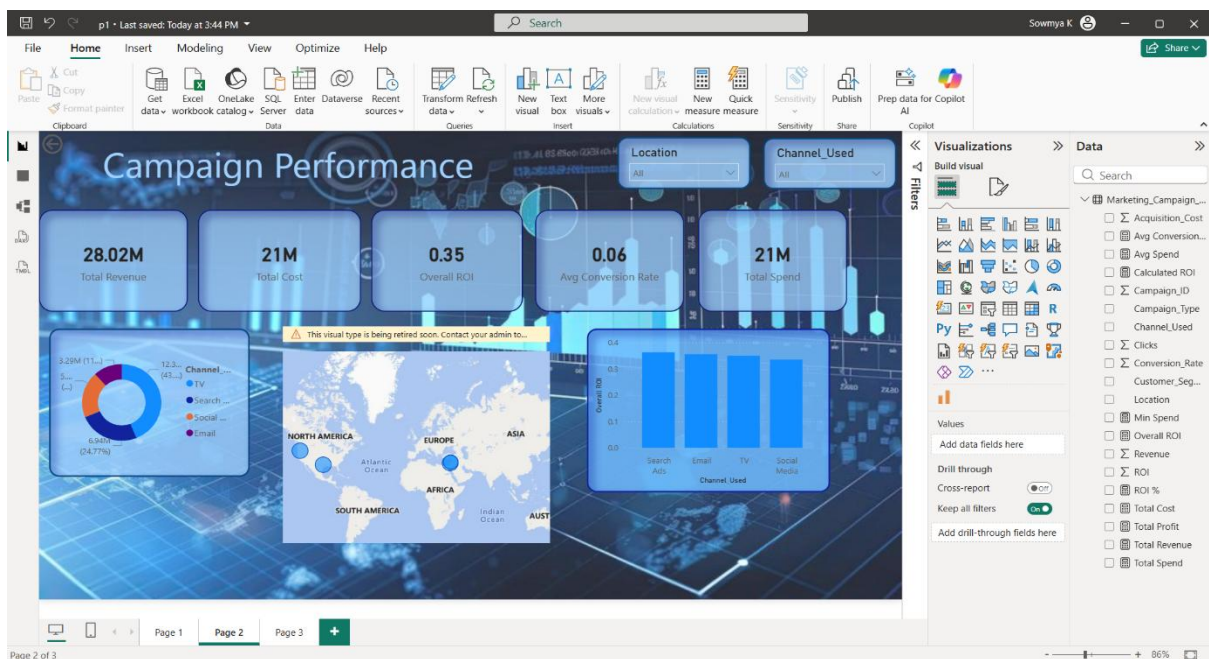 p1 • Last saved: Today at 3:44 PM
Search
Sowmya K
File Home Insert Modeling View Optimize Help
Share
Paste
Cut
Copy
Format painter
Get data
Excel workbook
OneLake catalog
SQL Server
Enter data
Dataverse
Recent sources
Transform data
Refresh
New visual
Text box
More visuals
New visual calculation
New measure
Quick measure
Sensitivity
Publish
Prep data for AI
Copilot
Clipboard
Data
Queries
Insert
Calculations
Sensitivity
Share
Copilot
Campaign Performance
Location
All
Channel_Used
All
28.02M
Total Revenue
21M
Total Cost
0.35
Overall ROI
0.06
Avg Conversion Rate
21M
Total Spend
3.29M (11...)
5....
(...)
6.94M
(24.77%)
12.3...
(43....)
Channel_...
TV
Search ...
Social ...
Email
This visual type is being retired soon. Contact your admin to...
NORTH AMERICA
EUROPE
ASIA
Atlantic
Ocean
AFRICA
SOUTH AMERICA
Indian
Ocean
AUST
Overall ROI
0.4
0.3
0.2
0.1
0.0
Search Ads
Email
TV
Social Media
Channel_Used
Filters
Visualizations
Build visual
Py
R
Values
Add data fields here
Drill through
Cross-report
Off
Keep all filters
On
Add drill-through fields here
Data
Search
Marketing_Campaign_...
Acquisition_Cost
Avg Conversion...
Avg Spend
Calculated ROI
Campaign_ID
Campaign_Type
Channel_Used
Clicks
Conversion_Rate
Customer_Seg...
Location
Min Spend
Overall ROI
Revenue
ROI
ROI %
Total Cost
Total Profit
Total Revenue
Total Spend
Page 1
Page 2
Page 3
Page 2 of 3
86%